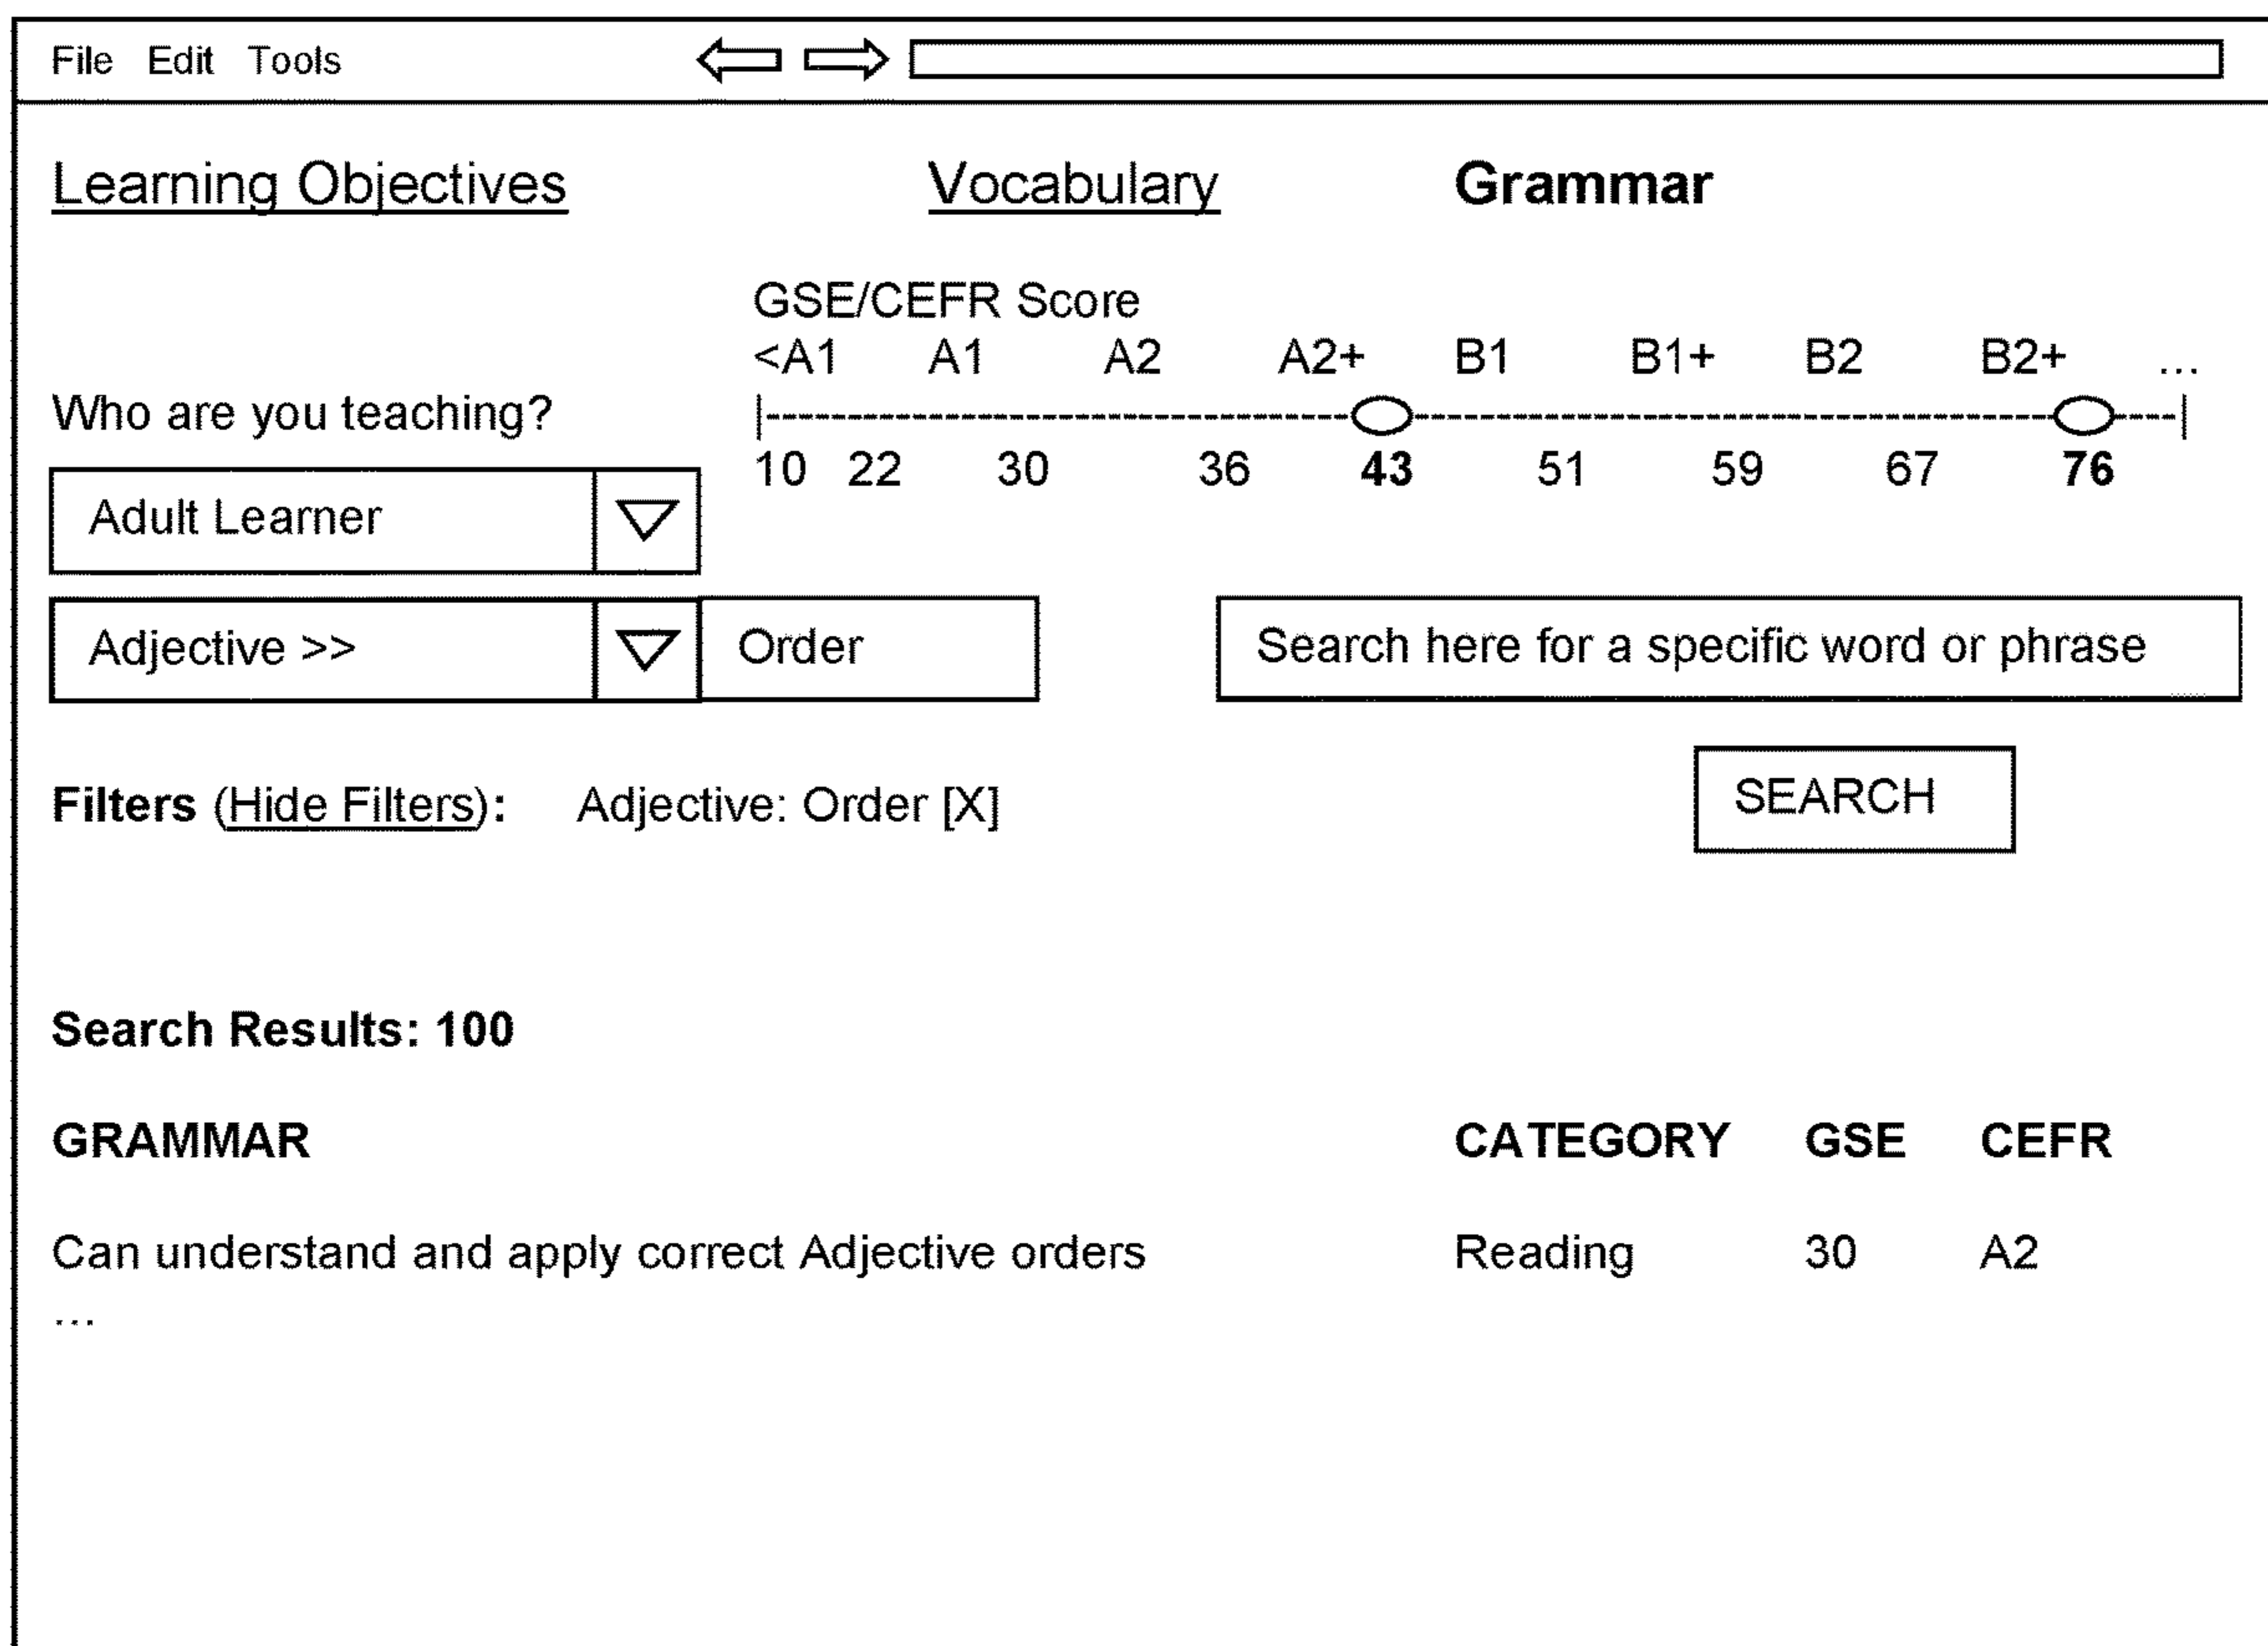 File Edit Tools
Learning Objectives Vocabulary Grammar
GSE/CEFR Score
<A1 A1 A2 A2+ B1 B1+ B2 B2+ ...
Who are you teaching?
10 22 30 36 43 51 59 67 76
Adult Learner
Adjective >> Order Search here for a specific word or phrase
Filters (Hide Filters): Adjective: Order [X] SEARCH
Search Results: 100
GRAMMAR CATEGORY GSE CEFR
Can understand and apply correct Adjective orders Reading 30 A2
...